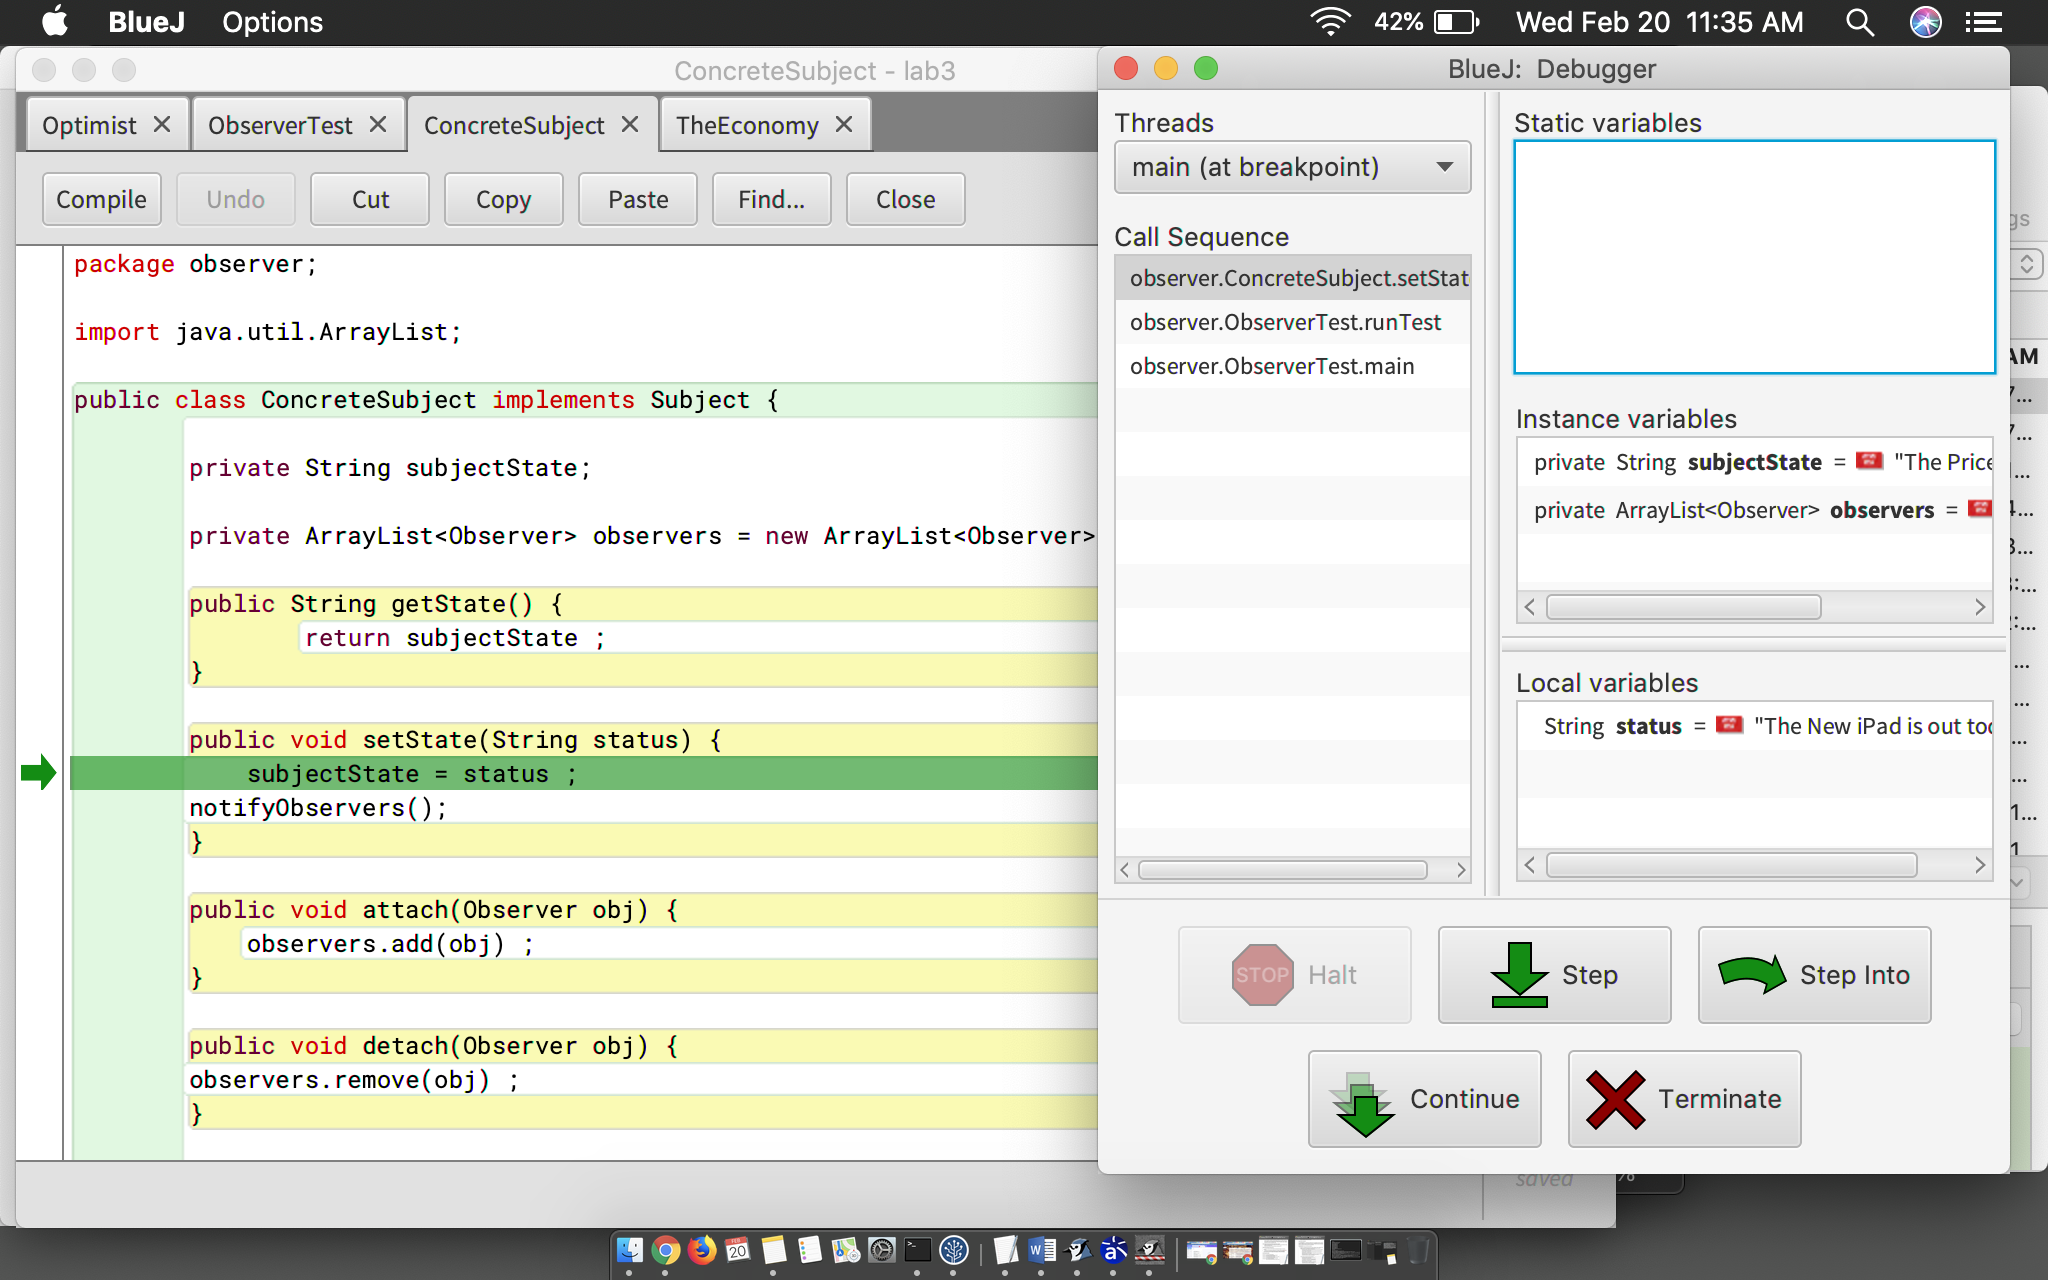 BlueJ Options 42% Wed Feb 20 11:35 AM
ConcreteSubject - lab3
Optimist ObserverTest ConcreteSubject TheEconomy
Compile Undo Cut Copy Paste Find... Close
package observer;
import java.util.ArrayList;
public class ConcreteSubject implements Subject {
private String subjectState;
private ArrayList<Observer> observers = new ArrayList<Observer>
public String getState() {
return subjectState ;
}
public void setState(String status) {
subjectState = status ;
notifyObservers();
}
public void attach(Observer obj) {
observers.add(obj) ;
}
public void detach(Observer obj) {
observers.remove(obj) ;
}
saved
BlueJ: Debugger
Threads
main (at breakpoint)
Call Sequence
observer.ConcreteSubject.setStat
observer.ObserverTest.runTest
observer.ObserverTest.main
Static variables
Instance variables
private String subjectState = "The Price
private ArrayList<Observer> observers =
Local variables
String status = "The New iPad is out too
STOP Halt
Step
Step Into
Continue
Terminate
gs
AM
FEB
20